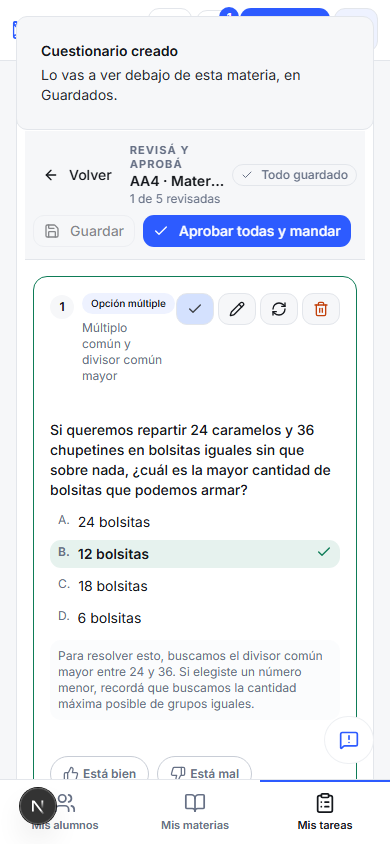 1
Cuestionario creado
Lo vas a ver debajo de esta materia, en
Guardados.
Volver
REVISÁ Y
APROBÁ
AA4 · Mater...
1 de 5 revisadas
Todo guardado
Guardar
Aprobar todas y mandar
1
Opción múltiple
Múltiplo
común y
divisor común
mayor
Si queremos repartir 24 caramelos y 36
chupetines en bolsitas iguales sin que
sobre nada, ¿cuál es la mayor cantidad de
bolsitas que podemos armar?
A. 24 bolsitas
B. 12 bolsitas
C. 18 bolsitas
D. 6 bolsitas
Para resolver esto, buscamos el divisor común
mayor entre 24 y 36. Si elegiste un número
menor, recordá que buscamos la cantidad
máxima posible de grupos iguales.
Está bien
Está mal
N
Mis alumnos
Mis materias
Mis tareas